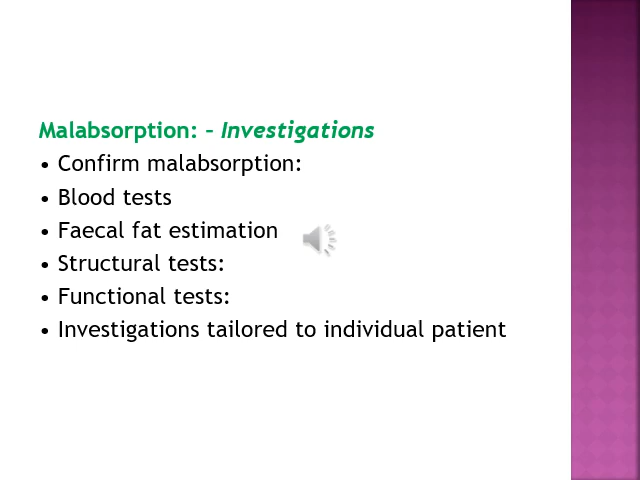 Malabsorption: – Investigations
• Confirm malabsorption:
• Blood tests
• Faecal fat estimation
• Structural tests:
• Functional tests:
• Investigations tailored to individual patient